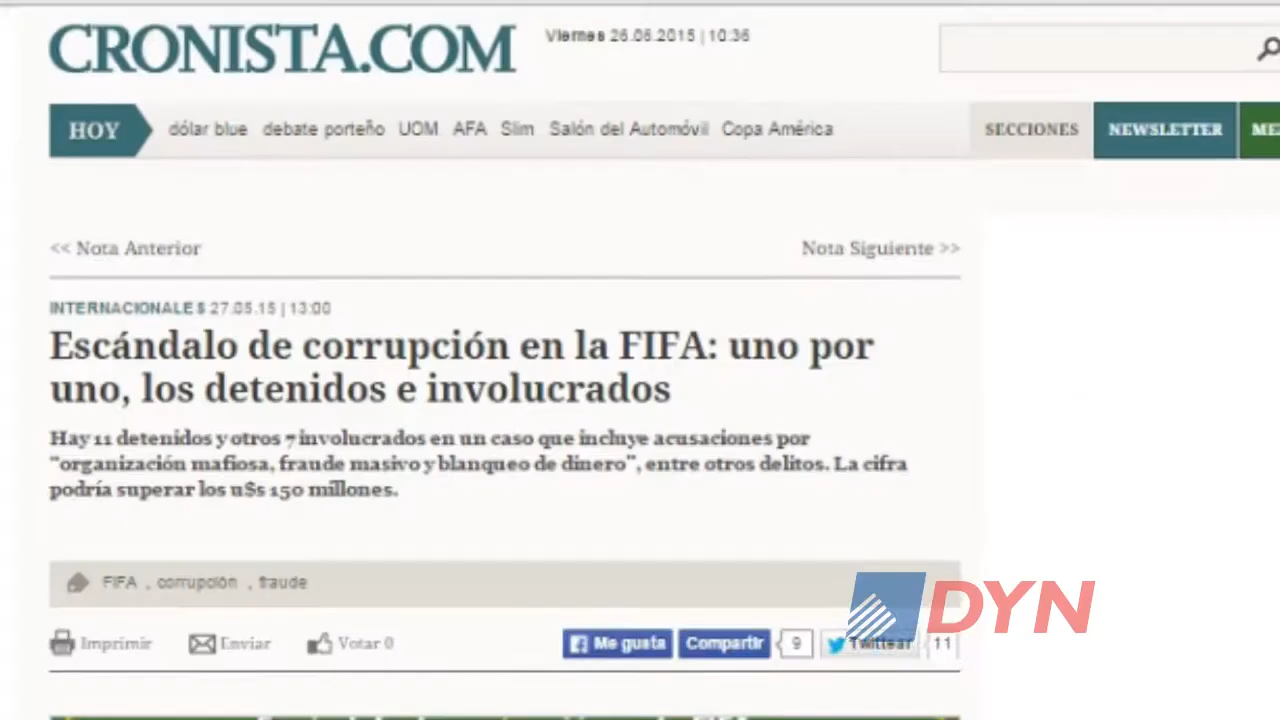 CRONISTA.COM
Viernes 26.06.2015 | 10:36
HOY
dólar blue debate porteño UOM AFA Slim Salón del Automóvil Copa América
SECCIONES
NEWSLETTER
<< Nota Anterior
Nota Siguiente >>
INTERNACIONALES 27.05.15 | 13:00
Escándalo de corrupción en la FIFA: uno por
uno, los detenidos e involucrados
Hay 11 detenidos y otros 7 involucrados en un caso que incluye acusaciones por
"organización mafiosa, fraude masivo y blanqueo de dinero", entre otros delitos. La cifra
podría superar los u$s 150 millones.
FIFA , corrupción , fraude
DYN
Imprimir
Enviar
Votar 0
Me gusta
Compartir
9
Twittear
11